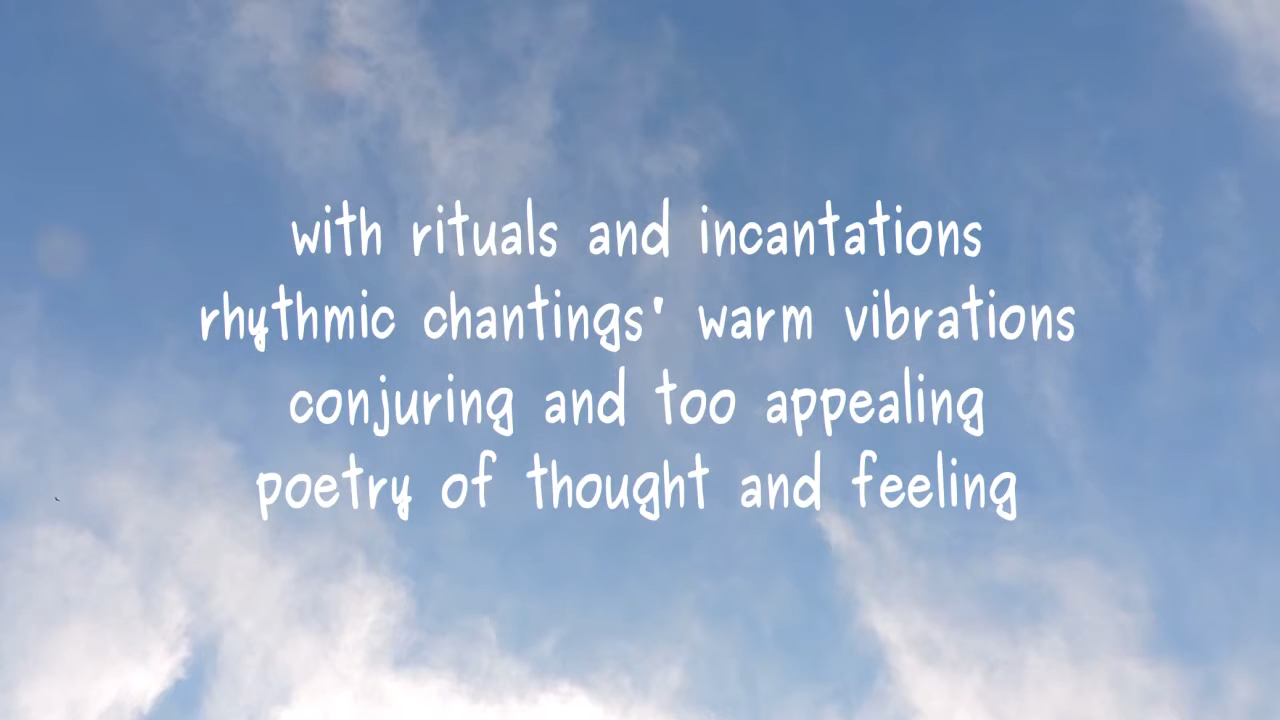 with rituals and incantations
rhythmic chantings' warm vibrations
conjuring and too appealing
poetry of thought and feeling